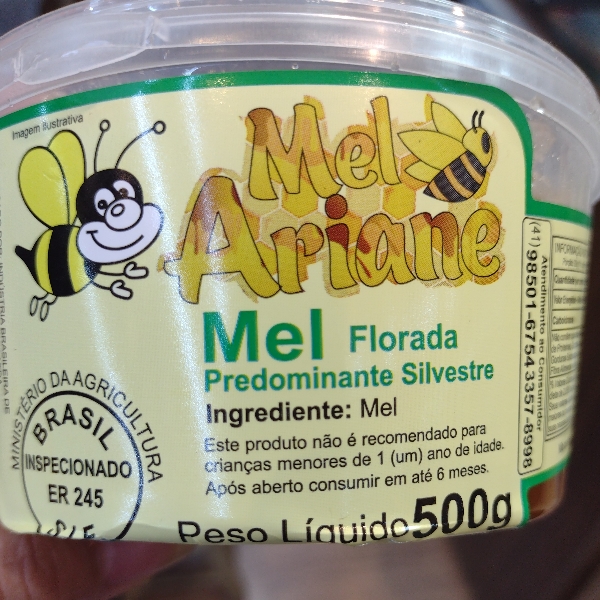 Imagem ilustrativa
Mel
Ariane
Mel Florada
Predominante Silvestre
Ingrediente: Mel
Este produto não é recomendado para
crianças menores de 1 (um) ano de idade.
Após aberto consumir em até 6 meses.
Peso Líquido 500g
MINISTÉRIO DA AGRICULTURA
BRASIL
INSPECIONADO
ER 245
Atendimento ao Consumidor
(41) 98501-6754 3357-8998